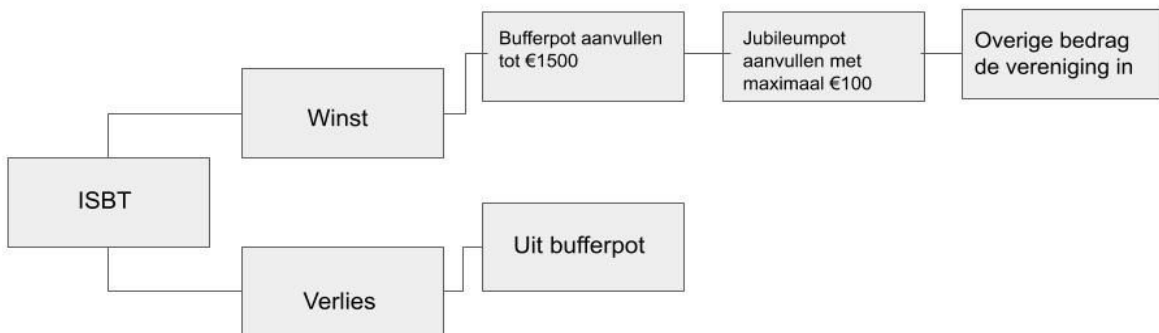 ISBT
Winst
Bufferpot aanvullen
tot €1500
Jubileumpot
aanvullen met
maximaal €100
Overige bedrag
de vereniging in
Verlies
Uit bufferpot